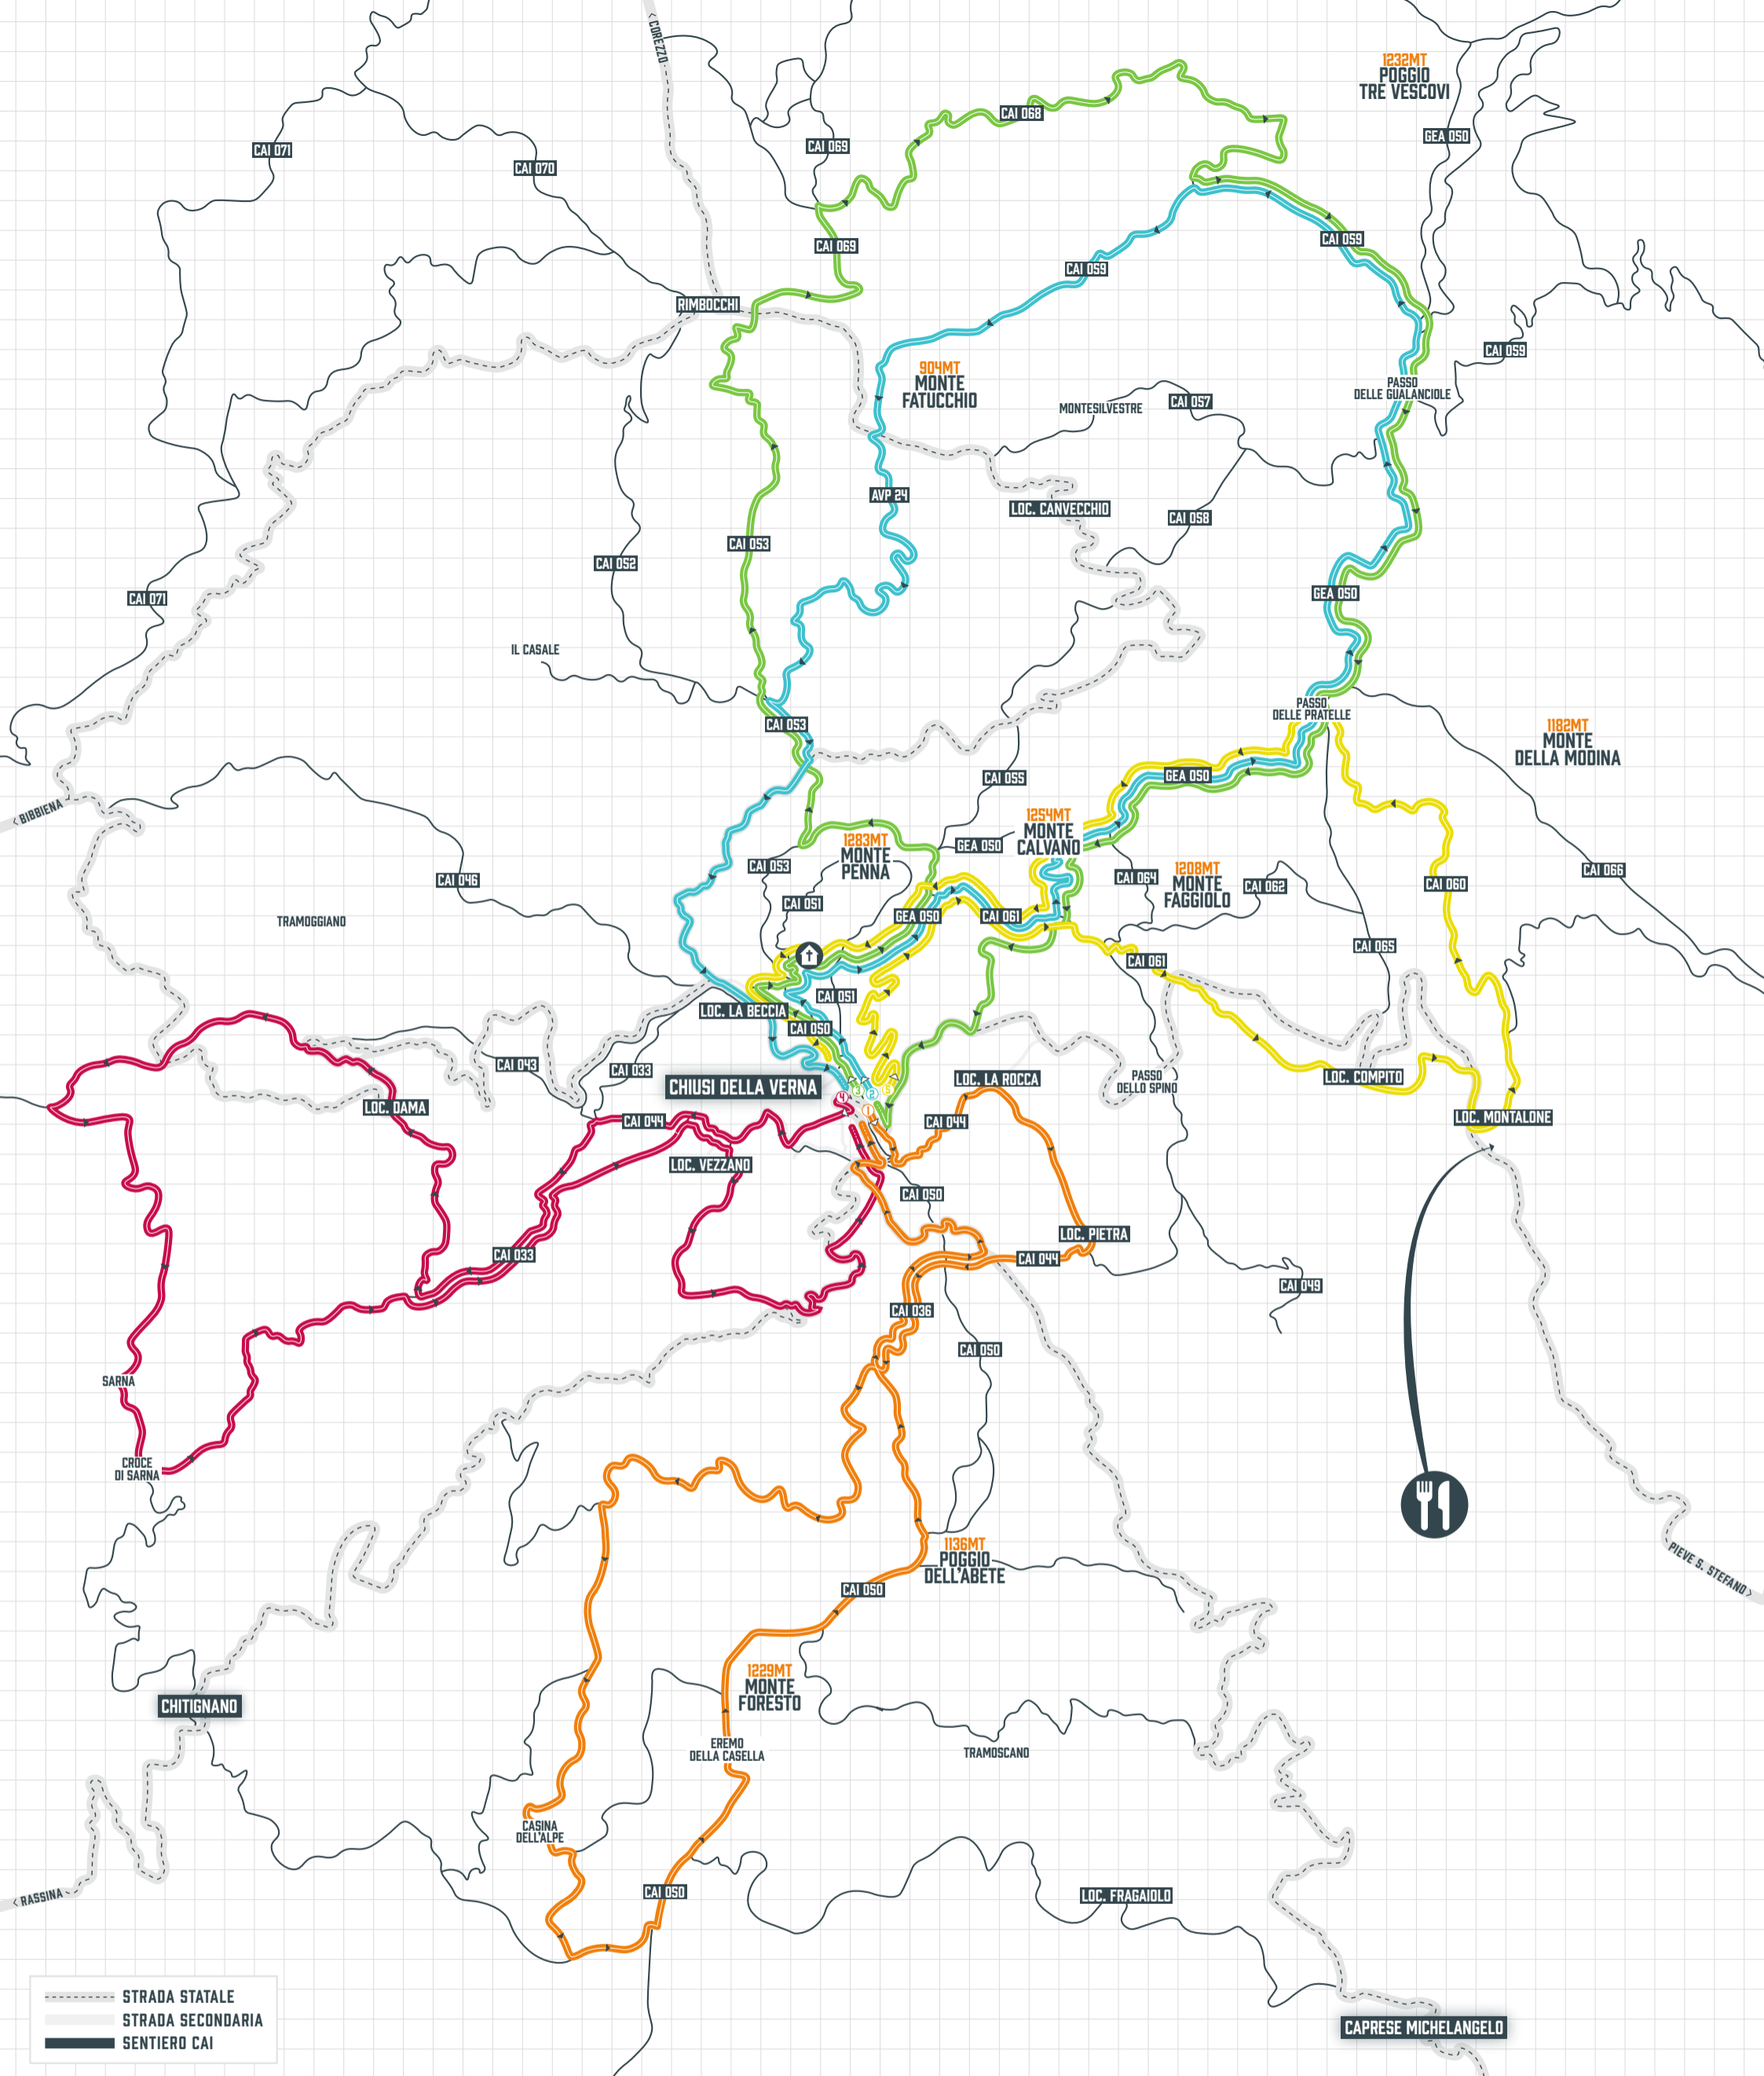 ‹ COREZZO
1232MT
POGGIO
TRE VESCOVI
CAI 068
GEA 050
CAI 071
CAI 069
CAI 070
CAI 069
CAI 059
CAI 059
RIMBOCCHI
CAI 059
904MT
MONTE
FATUCCHIO
PASSO
DELLE GUALANCIOLE
MONTESILVESTRE
CAI 057
AVP 24
LOC. CANVECCHIO
CAI 058
CAI 053
CAI 052
GEA 050
CAI 071
IL CASALE
PASSO
DELLE PRATELLE
CAI 053
1182MT
MONTE
DELLA MODINA
GEA 050
CAI 055
‹ BIBBIENA
1254MT
MONTE
CALVANO
1283MT
MONTE
PENNA
GEA 050
CAI 053
CAI 064
1208MT
MONTE
FAGGIOLO
CAI 062
CAI 060
CAI 066
CAI 046
CAI 051
GEA 050
CAI 061
TRAMOGGIANO
CAI 065
CAI 061
CAI 051
LOC. LA BECCIA
CAI 050
CAI 043
CAI 033
CHIUSI DELLA VERNA
LOC. LA ROCCA
PASSO
DELLO SPINO
LOC. COMPITO
4
3
2
5
1
LOC. DAMA
CAI 044
CAI 044
LOC. MONTALONE
LOC. VEZZANO
CAI 050
LOC. PIETRA
CAI 033
CAI 044
CAI 049
CAI 036
CAI 050
SARNA
CROCE
DI SARNA
1136MT
POGGIO
DELL'ABETE
PIEVE S. STEFANO ›
CAI 050
1229MT
MONTE
FORESTO
CHITIGNANO
EREMO
DELLA CASELLA
TRAMOSCANO
CASINA
DELL'ALPE
CAI 050
LOC. FRAGAIOLO
‹ RASSINA
STRADA STATALE
STRADA SECONDARIA
SENTIERO CAI
CAPRESE MICHELANGELO